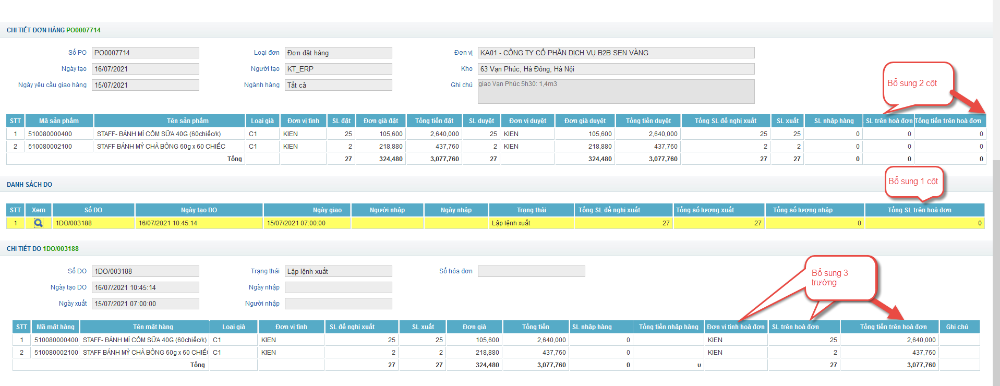 CHI TIẾT ĐƠN HÀNG PO0007714
Số PO PO0007714 Loại đơn Đơn đặt hàng Đơn vị KA01 - CÔNG TY CỔ PHẦN DỊCH VỤ B2B SEN VÀNG
Ngày tạo 16/07/2021 Người tạo KT_ERP Kho 63 Vạn Phúc, Hà Đông, Hà Nội
Ngày yêu cầu giao hàng 15/07/2021 Ngành hàng Tất cả Ghi chú giao Vạn Phúc 5h30: 1,4m3
Bổ sung 2 cột
STT Mã sản phẩm Tên sản phẩm Loại giá Đơn vị tính SL đặt Đơn giá đặt Tổng tiền đặt SL duyệt Đơn vị duyệt Đơn giá duyệt Tổng tiền duyệt Tổng SL đề nghị xuất SL xuất SL nhập hàng SL trên hoá đơn Tổng tiền trên hoá đơn
1 510080000400 STAFF- BÁNH MÌ CỐM SỮA 40G (60chiếc/k) C1 KIEN 25 105,600 2,640,000 25 KIEN 105,600 2,640,000 25 25 0 0 0
2 510080002100 STAFF BÁNH MỲ CHÀ BÔNG 60g x 60 CHIẾC C1 KIEN 2 218,880 437,760 2 KIEN 218,880 437,760 2 2 0 0 0
Tổng 27 324,480 3,077,760 27 324,480 3,077,760 27 27 0 0 0
Bổ sung 1 cột
DANH SÁCH DO
STT Xem Số DO Ngày tạo DO Ngày giao Người nhập Ngày nhập Trạng thái Tổng SL đề nghị xuất Tổng số lượng xuất Tổng số lượng nhập Tổng SL trên hoá đơn
1 1DO/003188 16/07/2021 10:45:14 15/07/2021 07:00:00 Lập lệnh xuất 27 27 0 0
CHI TIẾT DO 1DO/003188
Số DO 1DO/003188 Trạng thái Lập lệnh xuất Số hóa đơn
Ngày tạo DO 16/07/2021 10:45:14 Ngày nhập
Ngày xuất 15/07/2021 07:00:00 Người nhập
Bổ sung 3
trường
STT Mã mặt hàng Tên mặt hàng Loại giá Đơn vị tính SL đề nghị xuất SL xuất Đơn giá Tổng tiền SL nhập hàng Tổng tiền nhập hàng Đơn vị tính hoá đơn SL trên hoá đơn Tổng tiền trên hoá đơn Ghi chú
1 510080000400 STAFF- BÁNH MÌ CỐM SỮA 40G (60chiếc/k) C1 KIEN 25 25 105,600 2,640,000 0 KIEN 25 2,640,000
2 510080002100 STAFF BÁNH MỲ CHÀ BÔNG 60g x 60 CHIẾC C1 KIEN 2 2 218,880 437,760 0 KIEN 2 437,760
Tổng 27 27 324,480 3,077,760 0 0 27 3,077,760